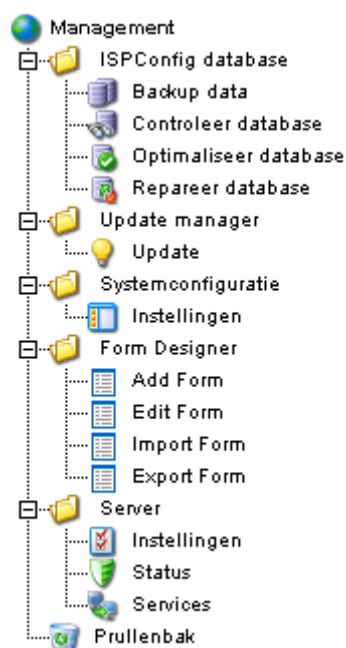 Management
ISPConfig database
Backup data
Controleer database
Optimaliseer database
Repareer database
Update manager
Update
Systemconfiguratie
Instellingen
Form Designer
Add Form
Edit Form
Import Form
Export Form
Server
Instellingen
Status
Services
Prullenbak